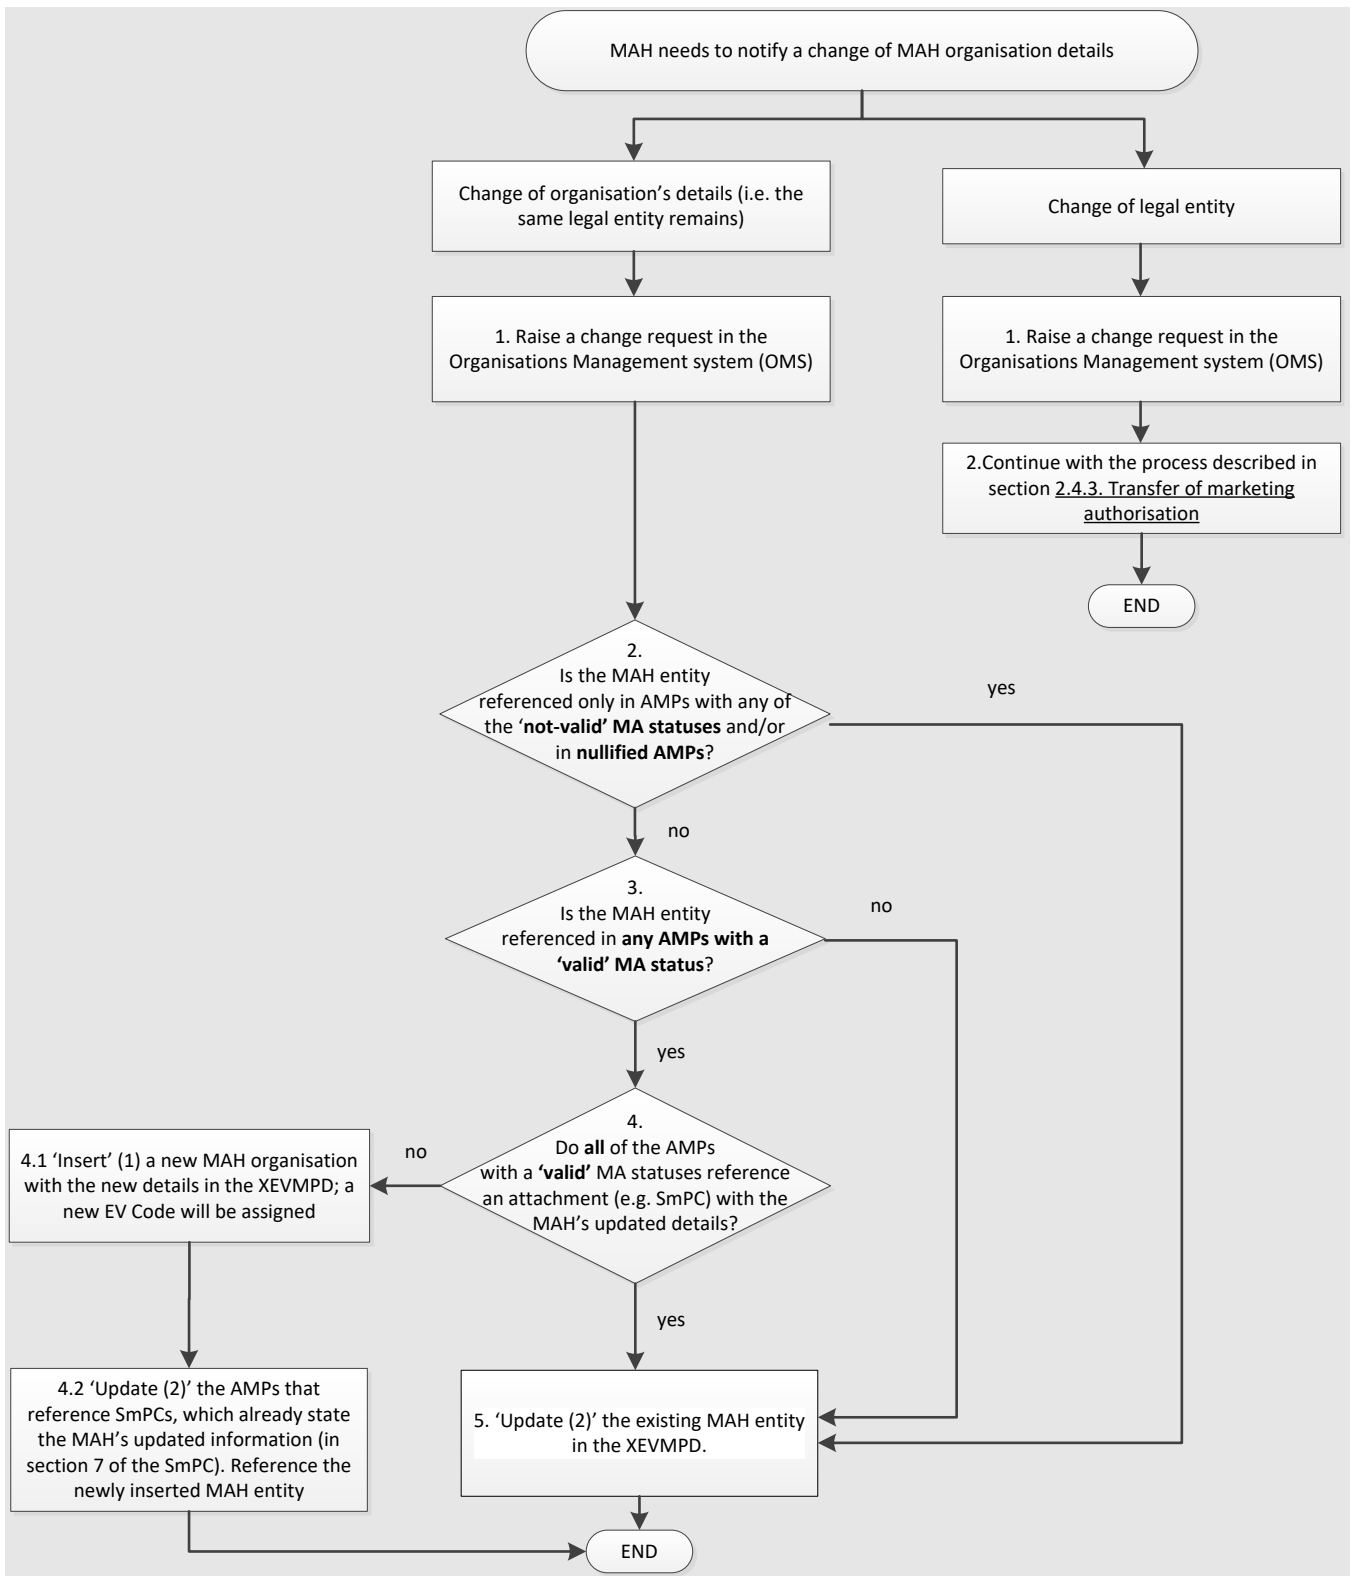 MAH needs to notify a change of MAH organisation details
Change of organisation’s details (i.e. the
same legal entity remains)
Change of legal entity
1. Raise a change request in the
Organisations Management system (OMS)
1. Raise a change request in the
Organisations Management system (OMS)
2.Continue with the process described in
section 2.4.3. Transfer of marketing
authorisation
END
2.
Is the MAH entity
referenced only in AMPs with any of
the ‘not-valid’ MA statuses and/or
in nullified AMPs?
yes
no
3.
Is the MAH entity
referenced in any AMPs with a
‘valid’ MA status?
no
yes
4.
Do all of the AMPs
with a ‘valid’ MA statuses reference
an attachment (e.g. SmPC) with the
MAH’s updated details?
no
4.1 ‘Insert’ (1) a new MAH organisation
with the new details in the XEVMPD; a
new EV Code will be assigned
yes
4.2 ‘Update (2)’ the AMPs that
reference SmPCs, which already state
the MAH’s updated information (in
section 7 of the SmPC). Reference the
newly inserted MAH entity
5. ‘Update (2)’ the existing MAH entity
in the XEVMPD.
END